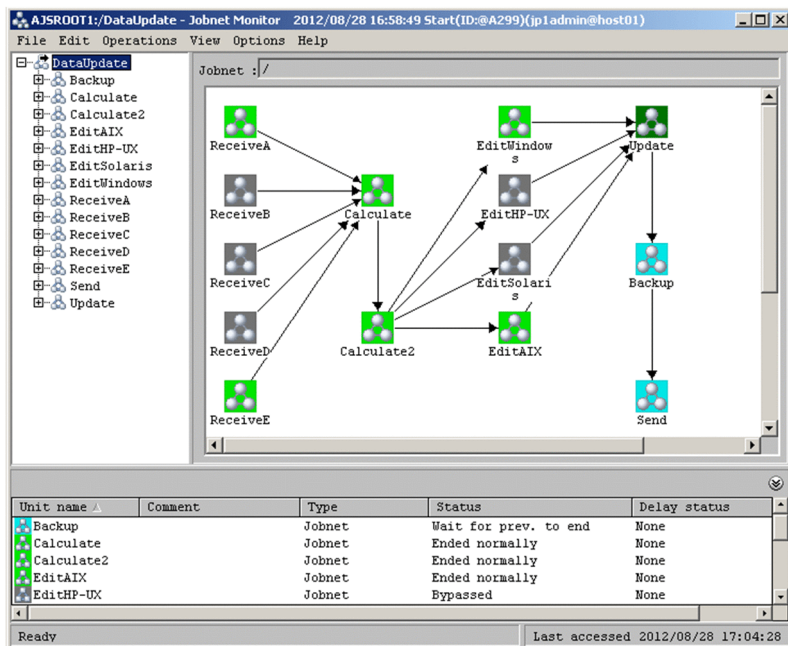 AJSROOT1:/DataUpdate - Jobnet Monitor 2012/08/28 16:58:49 Start(ID:@A299)(jp1admin@host01)
File Edit Operations View Options Help
DataUpdate
Backup
Calculate
Calculate2
EditAIX
EditHP-UX
EditSolaris
EditWindows
ReceiveA
ReceiveB
ReceiveC
ReceiveD
ReceiveE
Send
Update
Jobnet : /
ReceiveA
EditWindow
s
Update
ReceiveB
Calculate
EditHP-UX
ReceiveC
EditSolari
s
Backup
ReceiveD
Calculate2
EditAIX
ReceiveE
Send
Unit name Comment Type Status Delay status
Backup Jobnet Wait for prev. to end None
Calculate Jobnet Ended normally None
Calculate2 Jobnet Ended normally None
EditAIX Jobnet Ended normally None
EditHP-UX Jobnet Bypassed None
Ready Last accessed 2012/08/28 17:04:28